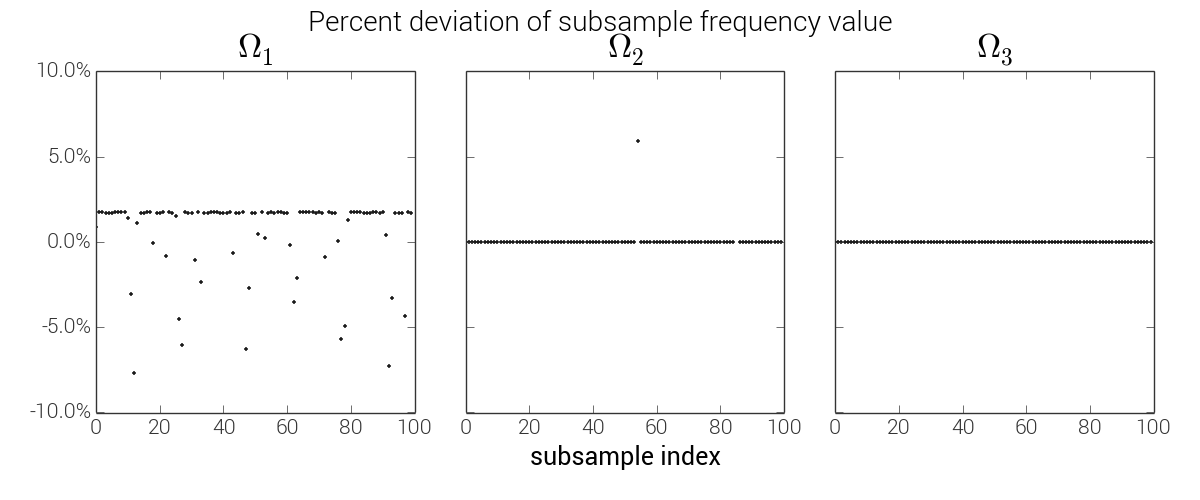 Percent deviation of subsample frequency value
Ω1 Ω2 Ω3
10.0%
5.0%
0.0%
-5.0%
-10.0%
0 20 40 60 80 100 0 20 40 60 80 100 0 20 40 60 80 100
subsample index